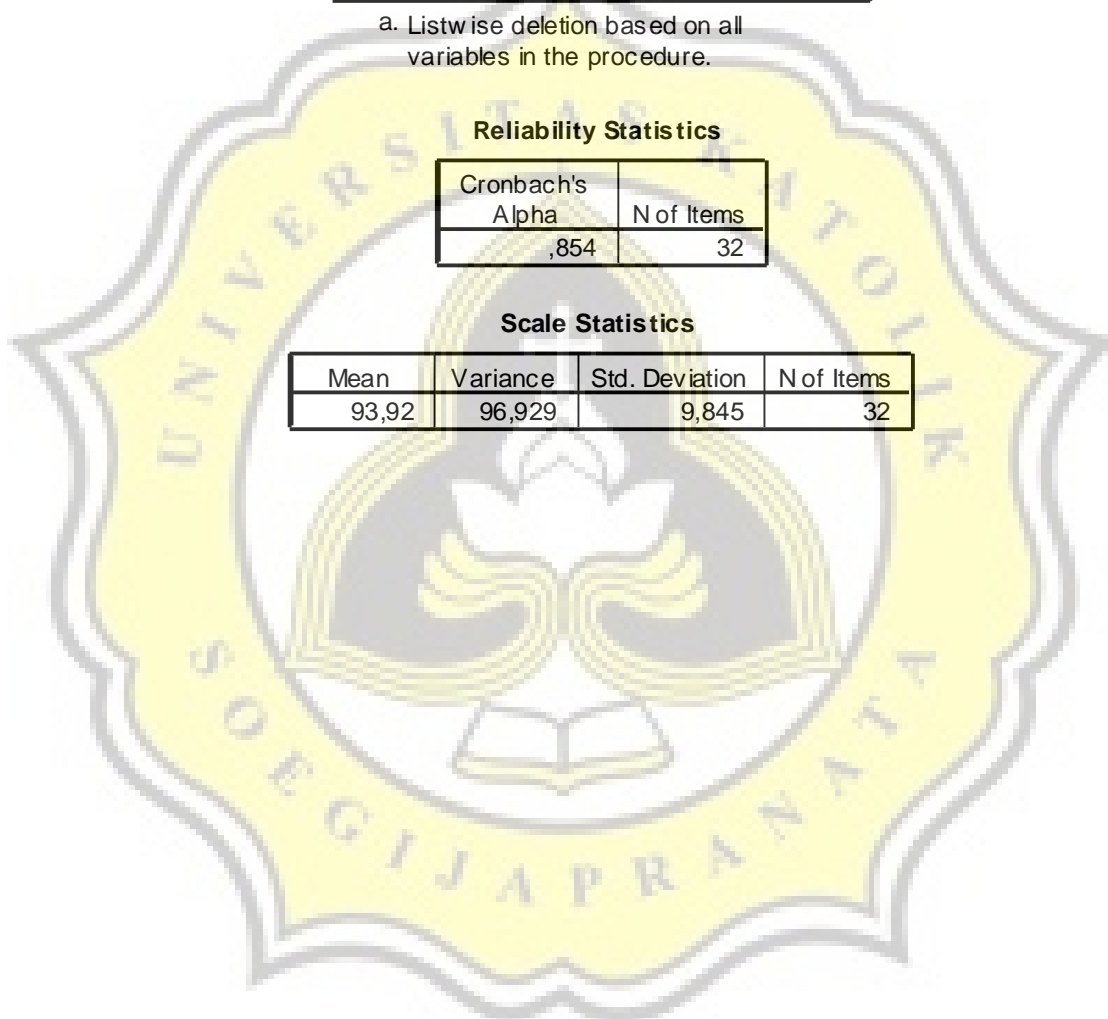 a. Listwise deletion based on all
variables in the procedure.
Reliability Statistics
Cronbach's
Alpha N of Items
,854 32
Scale Statistics
Mean Variance Std. Deviation N of Items
93,92 96,929 9,845 32
UNIVERSITAS KATOLIK
SOEGIJAPRANATA